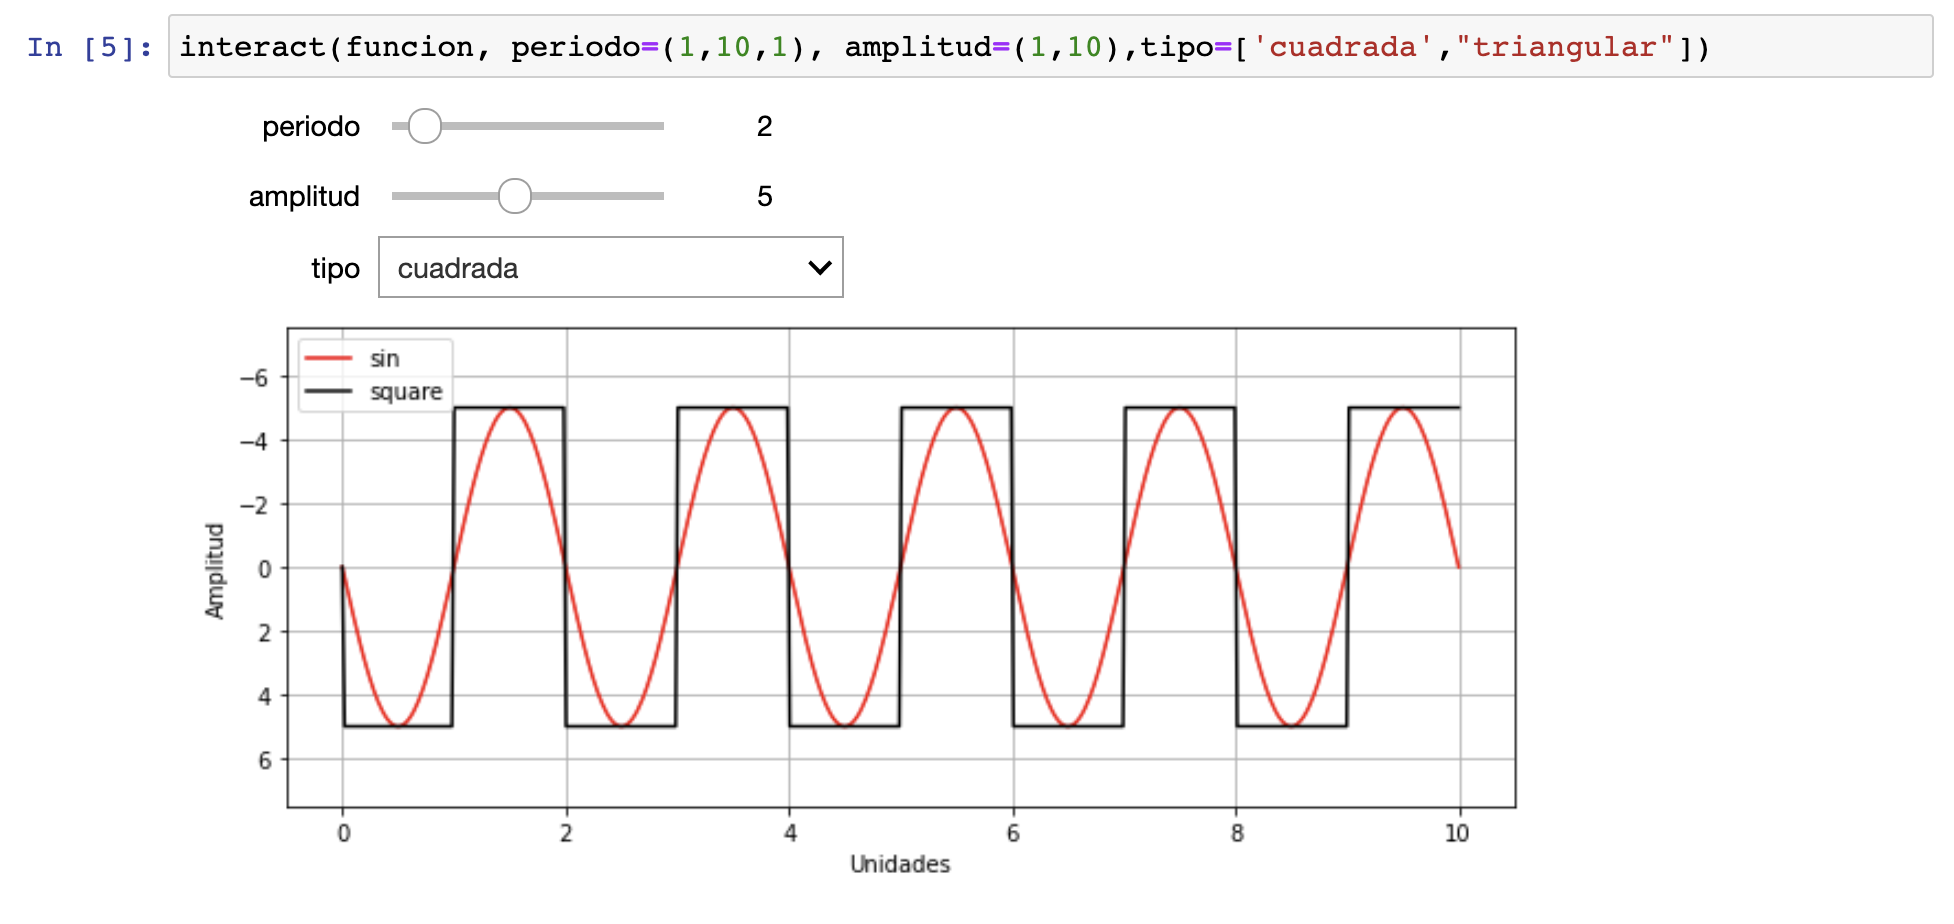 In [5]: interact(funcion, periodo=(1,10,1), amplitud=(1,10),tipo=['cuadrada',"triangular"])
periodo 2
amplitud 5
tipo cuadrada
sin
square
−6
−4
−2
0
2
4
6
Amplitud
0 2 4 6 8 10
Unidades